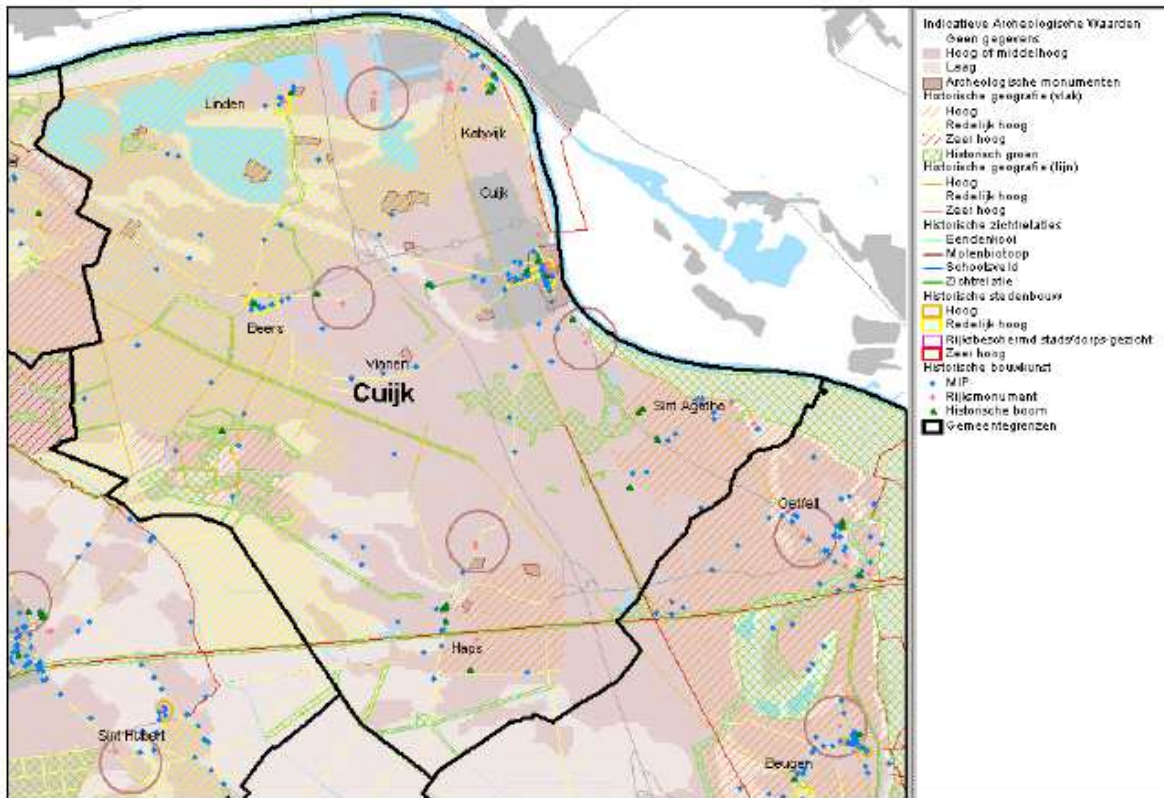 Linden
Katwijk
Cuijk
Beers
Vianen
Cuijk
Sint Agatha
Oeffelt
Haps
Sint Hubert
Beugen
Indicatieve Archeologische Waarden
Geen gegevens
Hoog of middelhoog
Laag
Archeologische monumenten
Historische geografie (vlak)
Hoog
Redelijk hoog
Zeer hoog
Historisch groen
Historische geografie (lijn)
Hoog
Redelijk hoog
Zeer hoog
Historische zichtrelaties
Eendenkooi
Molenbiotoop
Schootsveld
Zichtrelatie
Historische stedenbouw
Hoog
Redelijk hoog
Rijksbeschermd stads/dorps-gezicht
Zeer hoog
Historische bouwkunst
MIP
Rijksmonument
Historische boom
Gemeentegrenzen